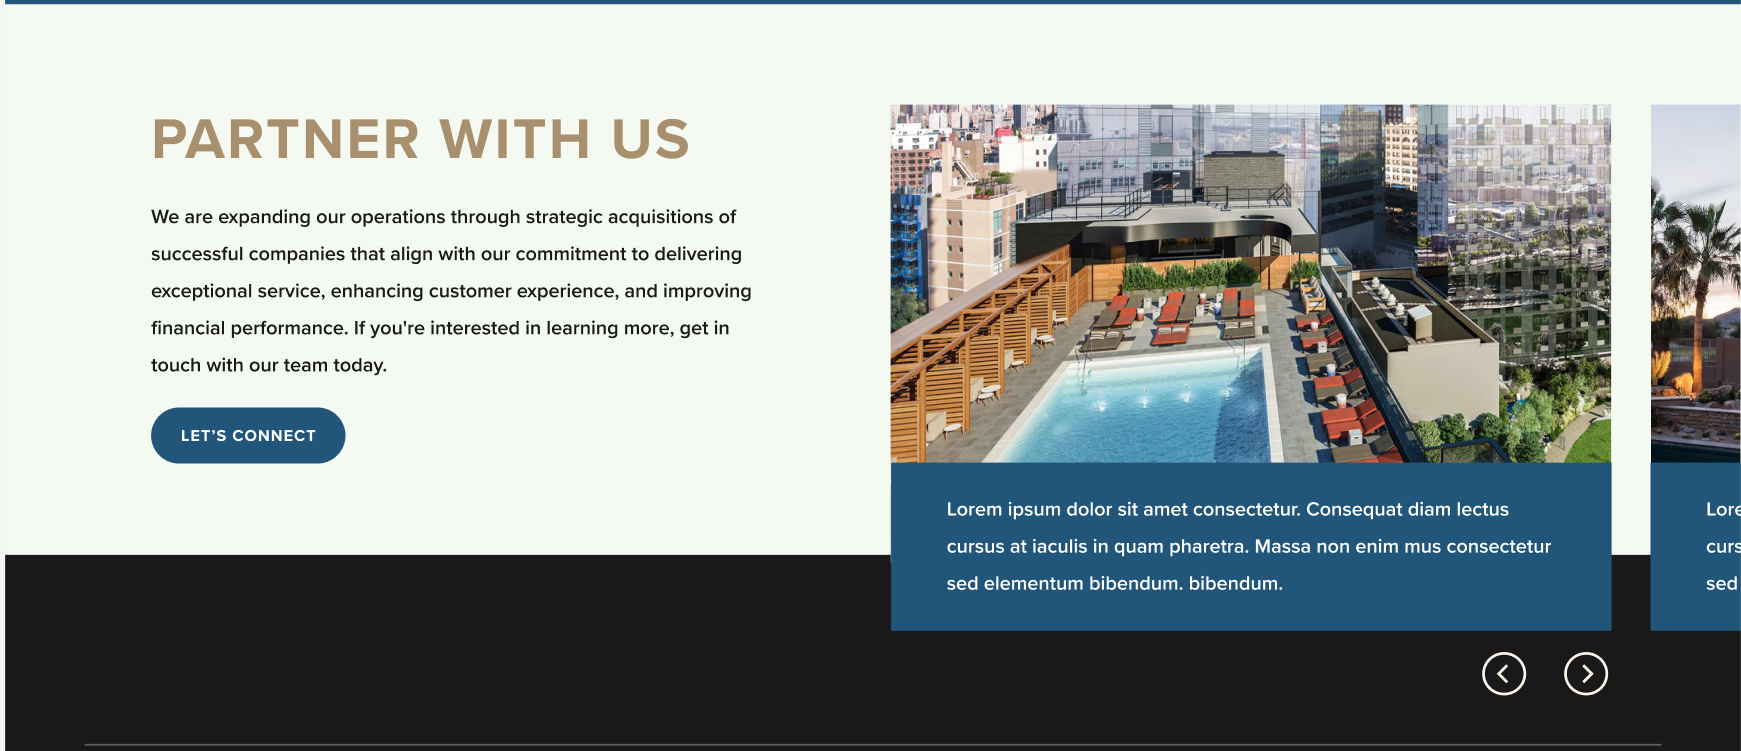 PARTNER WITH US
We are expanding our operations through strategic acquisitions of
successful companies that align with our commitment to delivering
exceptional service, enhancing customer experience, and improving
financial performance. If you're interested in learning more, get in
touch with our team today.
LET’S CONNECT
Lorem ipsum dolor sit amet consectetur. Consequat diam lectus
cursus at iaculis in quam pharetra. Massa non enim mus consectetur
sed elementum bibendum. bibendum.
Lore
curs
sed